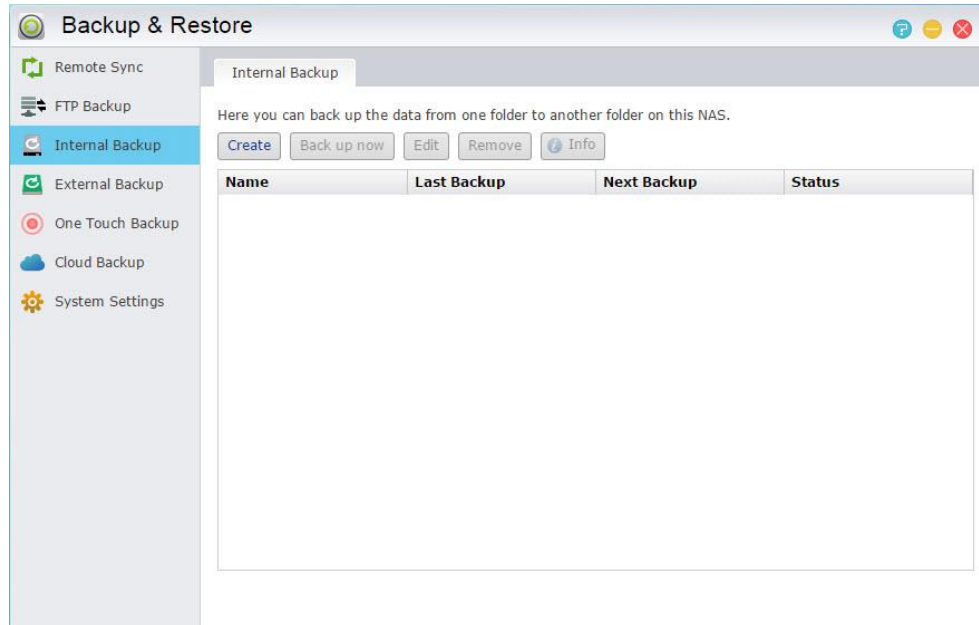 Backup & Restore
Remote Sync
FTP Backup
Internal Backup
External Backup
One Touch Backup
Cloud Backup
System Settings
Internal Backup
Here you can back up the data from one folder to another folder on this NAS.
Create Back up now Edit Remove Info
Name Last Backup Next Backup Status